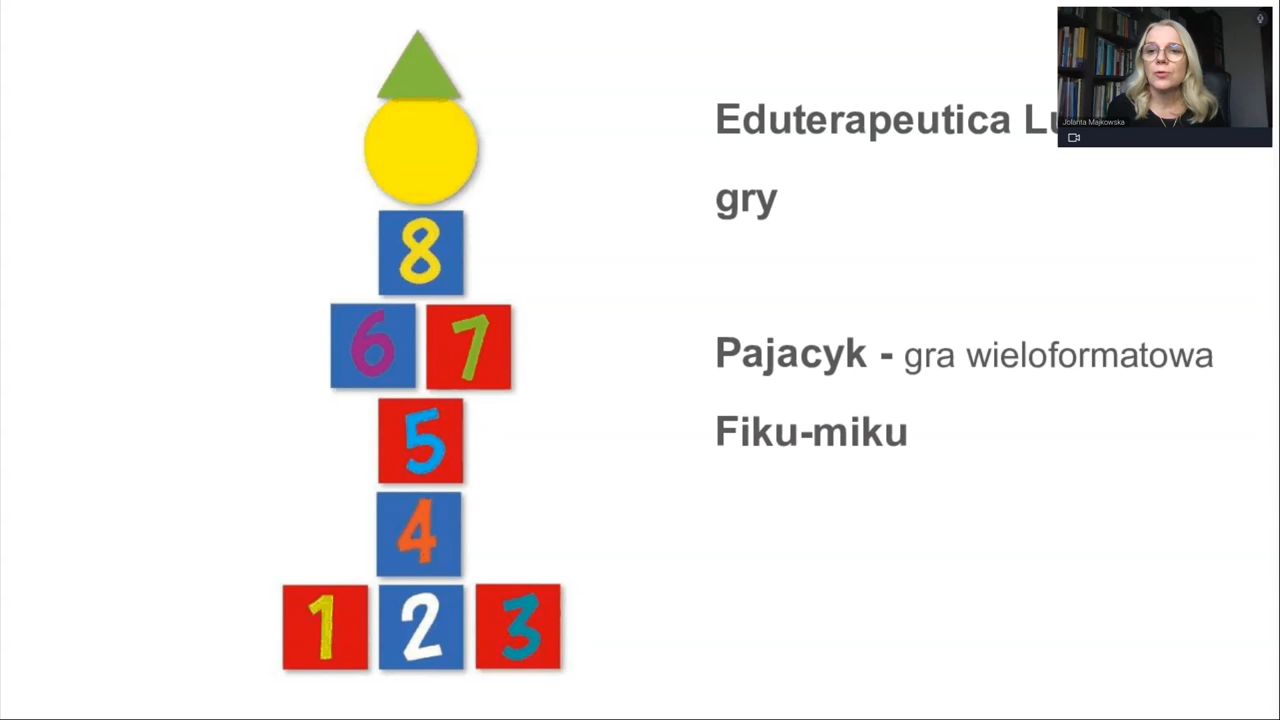 Eduterapeutica
gry
Pajacyk - gra wieloformatowa
Fiku-miku
8
6 7
5
4
1 2 3
Jolanta Majkowska